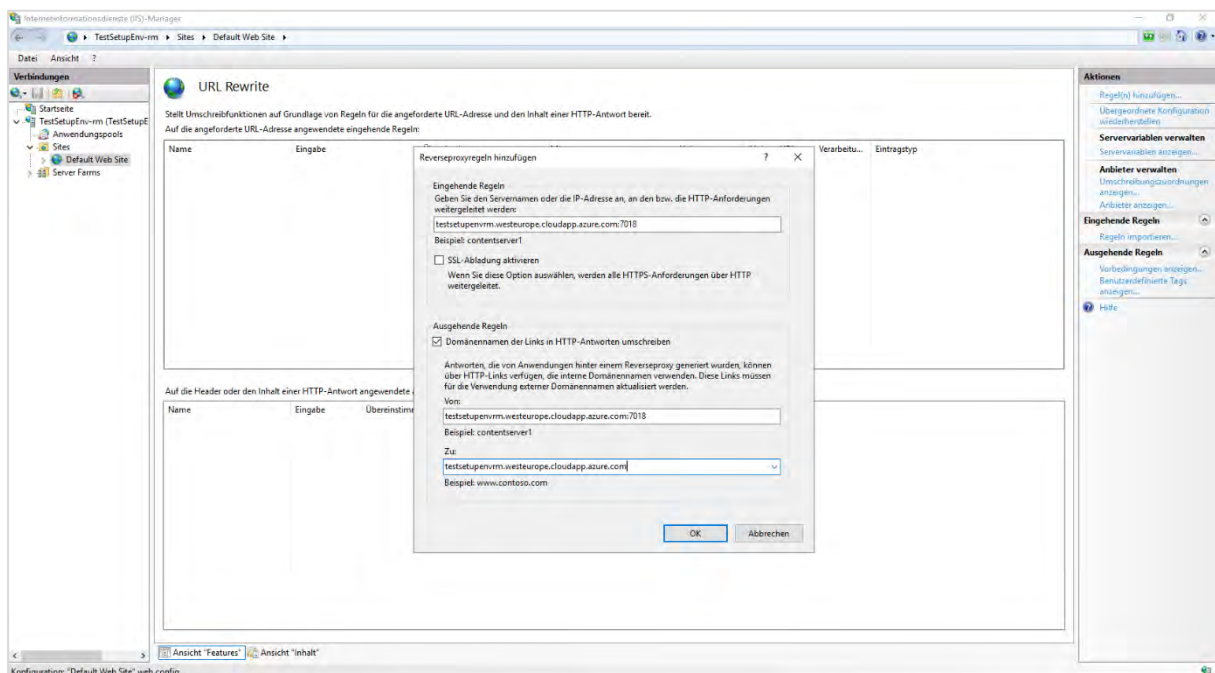 Internetinformationsdienste (IIS)-Manager
TestSetupEnv-rm Sites Default Web Site
Datei Ansicht ?
Verbindungen
Startseite
TestSetupEnv-rm (TestSetupE
Anwendungspools
Sites
Default Web Site
Server Farms
URL Rewrite
Stellt Umschreibfunktionen auf Grundlage von Regeln für die angeforderte URL-Adresse und den Inhalt einer HTTP-Antwort bereit.
Auf die angeforderte URL-Adresse angewendete eingehende Regeln:
Name Eingabe Verarbeitu... Eintragstyp
Auf die Header oder den Inhalt einer HTTP-Antwort angewendete
Name Eingabe Übereinstimm
Reverseproxyregeln hinzufügen ?
Eingehende Regeln
Geben Sie den Servernamen oder die IP-Adresse an, an den bzw. die HTTP-Anforderungen
weitergeleitet werden:
testsetupenvrm.westeurope.cloudapp.azure.com:7018
Beispiel: contentserver1
SSL-Abladung aktivieren
Wenn Sie diese Option auswählen, werden alle HTTPS-Anforderungen über HTTP
weitergeleitet.
Ausgehende Regeln
Domänennamen der Links in HTTP-Antworten umschreiben
Antworten, die von Anwendungen hinter einem Reverseproxy generiert wurden, können
über HTTP-Links verfügen, die interne Domänennamen verwenden. Diese Links müssen
für die Verwendung externer Domänennamen aktualisiert werden.
Von:
testsetupenvrm.westeurope.cloudapp.azure.com:7018
Beispiel: contentserver1
Zu:
testsetupenvrm.westeurope.cloudapp.azure.com
Beispiel: www.contoso.com
OK Abbrechen
Aktionen
Regel(n) hinzufügen...
Übergeordnete Konfiguration
wiederherstellen
Servervariablen verwalten
Servervariablen anzeigen...
Anbieter verwalten
Umschreibungszuordnungen
anzeigen...
Anbieter anzeigen...
Eingehende Regeln
Regeln importieren...
Ausgehende Regeln
Vorbedingungen anzeigen...
Benutzerdefinierte Tags
anzeigen...
Hilfe
Ansicht "Features" Ansicht "Inhalt"
Konfiguration: "Default Web Site" web.config